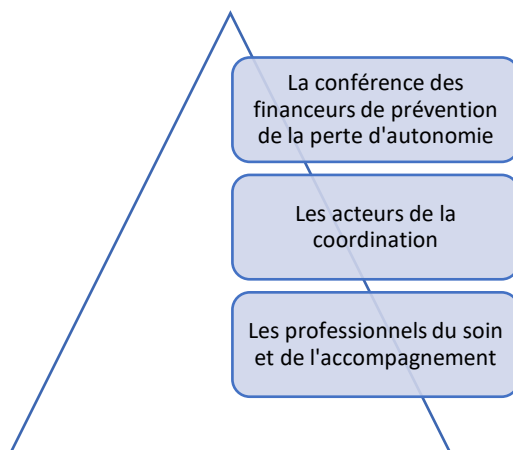 La conférence des
financeurs de prévention
de la perte d'autonomie
Les acteurs de la
coordination
Les professionnels du soin
et de l'accompagnement